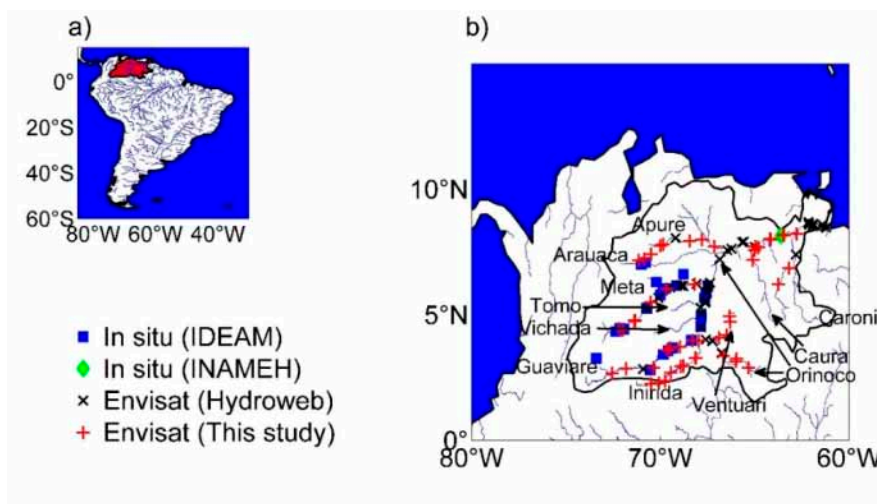 a)
0°
20°S
40°S
60°S
80°W 60°W 40°W
In situ (IDEAM)
In situ (INAMEH)
Envisat (Hydroweb)
Envisat (This study)
b)
10°N
5°N
0°
80°W 70°W 60°W
Apure
Arauaca
Meta
Tomo
Vichada
Guaviare
Inirida
Ventuari
Orinoco
Caura
Caroni